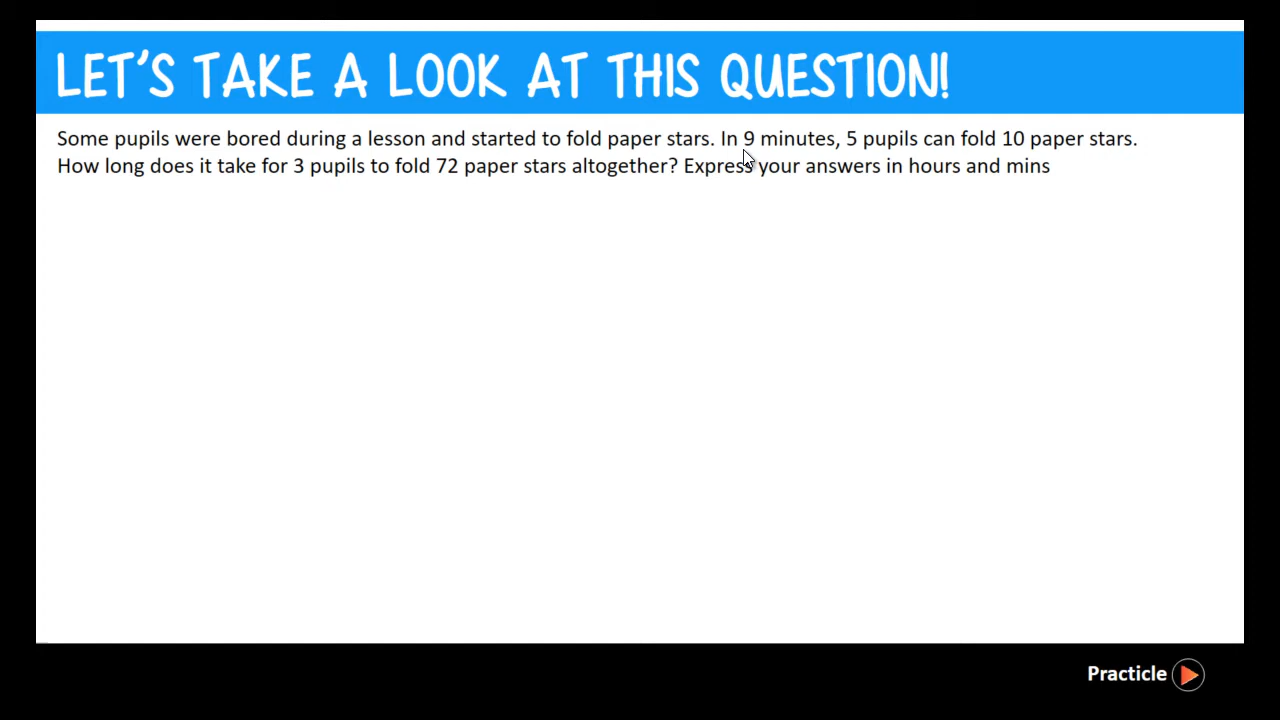 LET'S TAKE A LOOK AT THIS QUESTION!
Some pupils were bored during a lesson and started to fold paper stars. In 9 minutes, 5 pupils can fold 10 paper stars.
How long does it take for 3 pupils to fold 72 paper stars altogether? Express your answers in hours and mins
Practicle